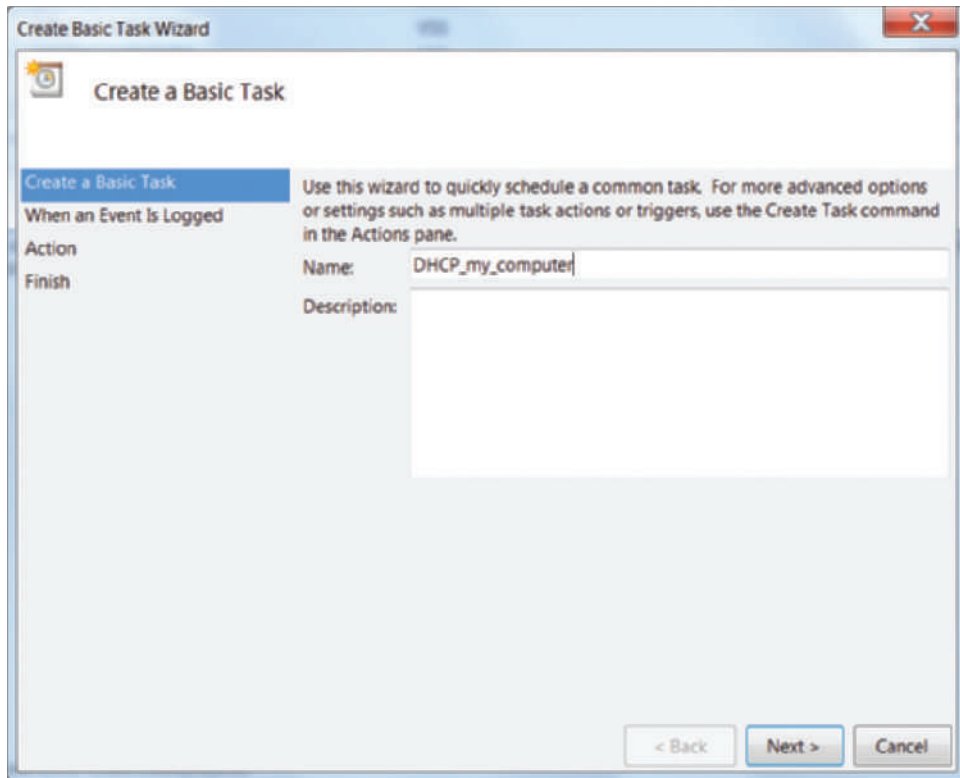 Create Basic Task Wizard
Create a Basic Task
Create a Basic Task
When an Event Is Logged
Action
Finish
Use this wizard to quickly schedule a common task. For more advanced options
or settings such as multiple task actions or triggers, use the Create Task command
in the Actions pane.
Name: DHCP_my_computer
Description:
< Back Next > Cancel